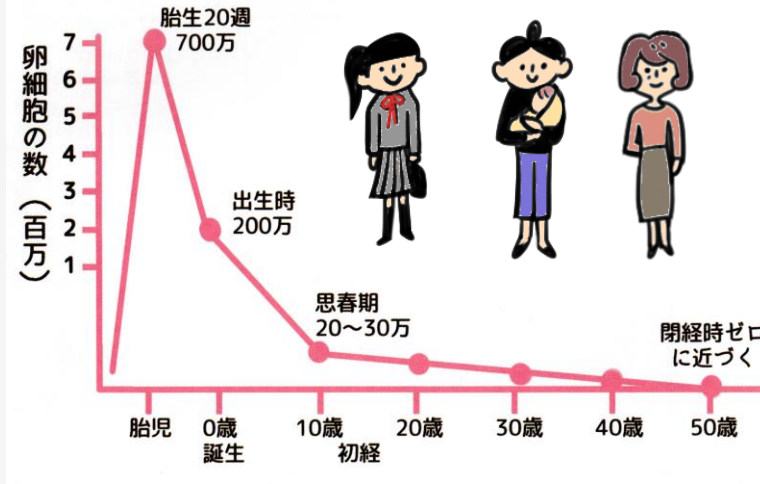 卵細胞の数（百万）
胎生20週
700万
7
6
5
4
3
2
1
出生時
200万
思春期
20〜30万
閉経時ゼロ
に近づく
胎児
0歳
誕生
10歳
初経
20歳
30歳
40歳
50歳